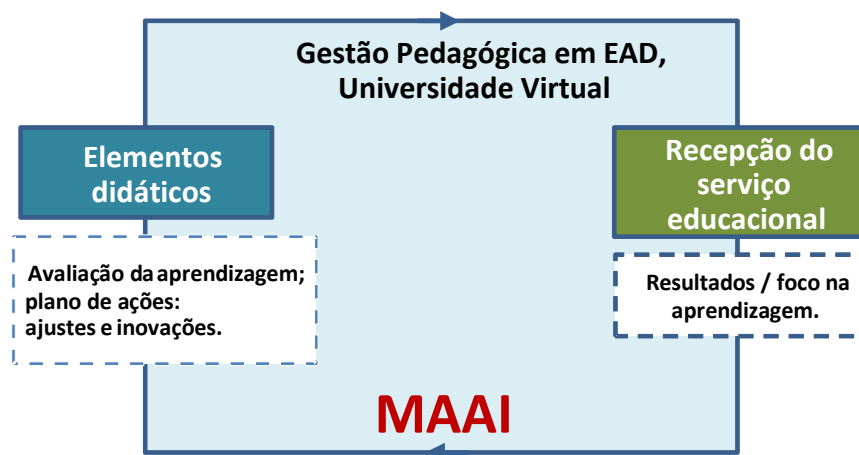 Gestão Pedagógica em EAD,
Universidade Virtual
Elementos
didáticos
Recepção do
serviço
educacional
Avaliação da aprendizagem;
plano de ações:
ajustes e inovações.
Resultados / foco na
aprendizagem.
MAAI